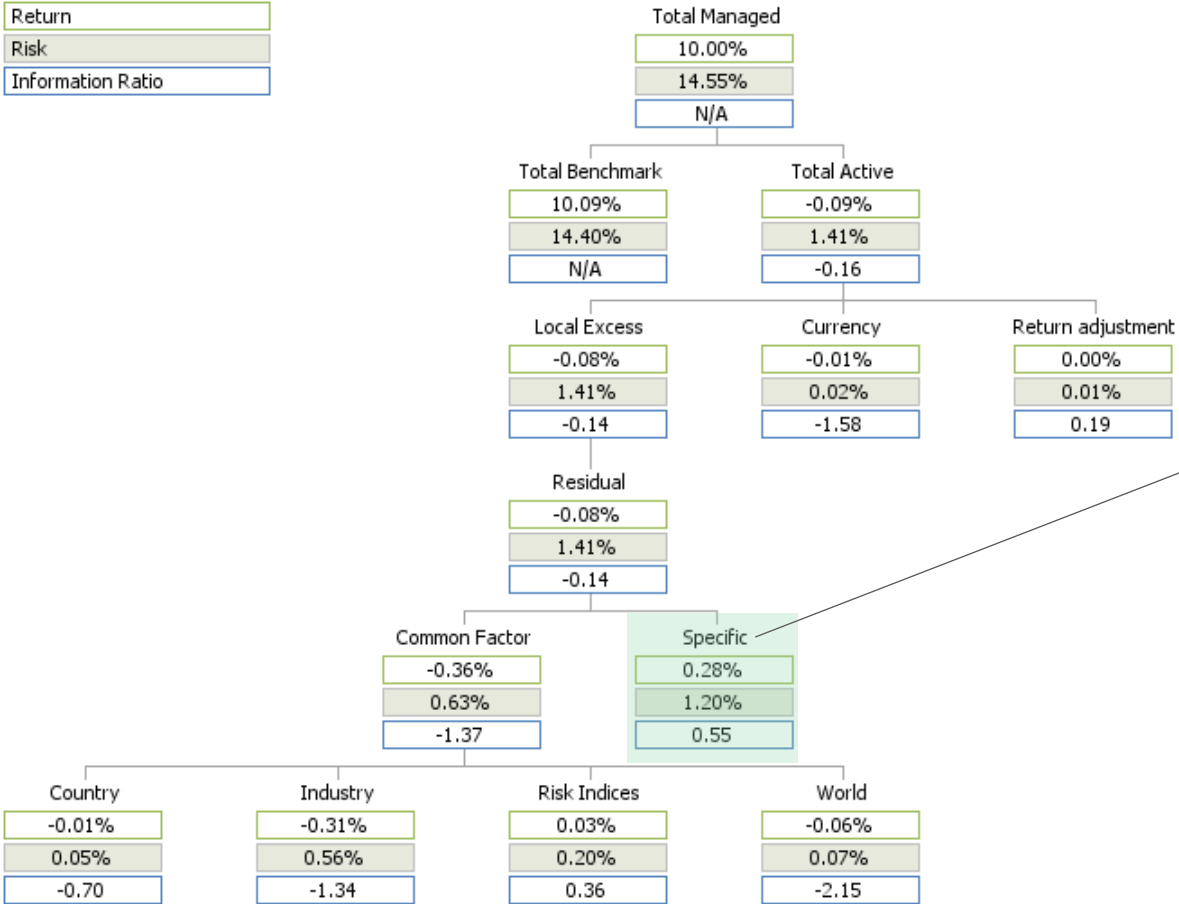 Return
Risk
Information Ratio
Total Managed
10.00%
14.55%
N/A
Total Benchmark
10.09%
14.40%
N/A
Total Active
-0.09%
1.41%
-0.16
Local Excess
-0.08%
1.41%
-0.14
Currency
-0.01%
0.02%
-1.58
Return adjustment
0.00%
0.01%
0.19
Residual
-0.08%
1.41%
-0.14
Common Factor
-0.36%
0.63%
-1.37
Specific
0.28%
1.20%
0.55
Country
-0.01%
0.05%
-0.70
Industry
-0.31%
0.56%
-1.34
Risk Indices
0.03%
0.20%
0.36
World
-0.06%
0.07%
-2.15